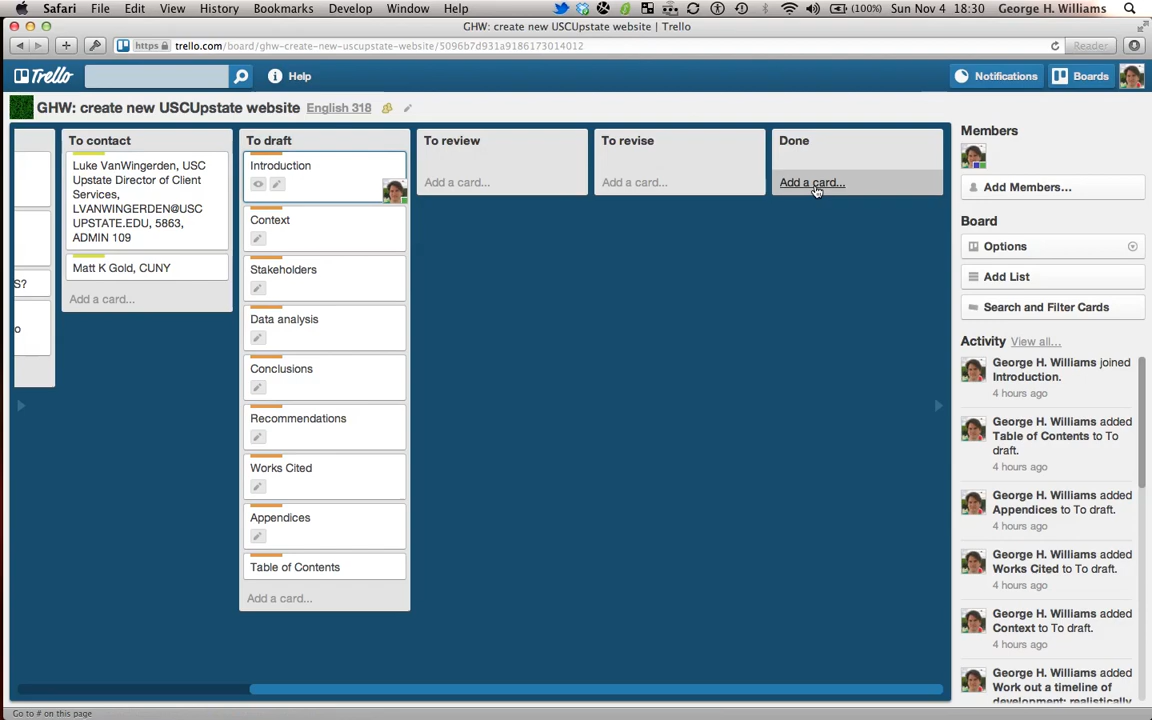 Safari File Edit View History Bookmarks Develop Window Help (100%) Sun Nov 4 18:30 George H. Williams
GHW: create new USCUpstate website | Trello
https trello.com/board/ghw-create-new-uscupstate-website/5096b7d931a9186173014012 Reader
Trello Help Notifications Boards
GHW: create new USCUpstate website English 318
To contact
Luke VanWingerden, USC
Upstate Director of Client
Services,
LVANWINGERDEN@USC
UPSTATE.EDU, 5863,
ADMIN 109
Matt K Gold, CUNY
Add a card...
S?
o
To draft
Introduction
Context
Stakeholders
Data analysis
Conclusions
Recommendations
Works Cited
Appendices
Table of Contents
Add a card...
To review
Add a card...
To revise
Add a card...
Done
Add a card...
Members
Add Members...
Board
Options
Add List
Search and Filter Cards
Activity View all...
George H. Williams joined
Introduction.
4 hours ago
George H. Williams added
Table of Contents to To
draft.
4 hours ago
George H. Williams added
Appendices to To draft.
4 hours ago
George H. Williams added
Works Cited to To draft.
4 hours ago
George H. Williams added
Context to To draft.
4 hours ago
George H. Williams added
Work out a timeline of
development: realistically
Go to # on this page